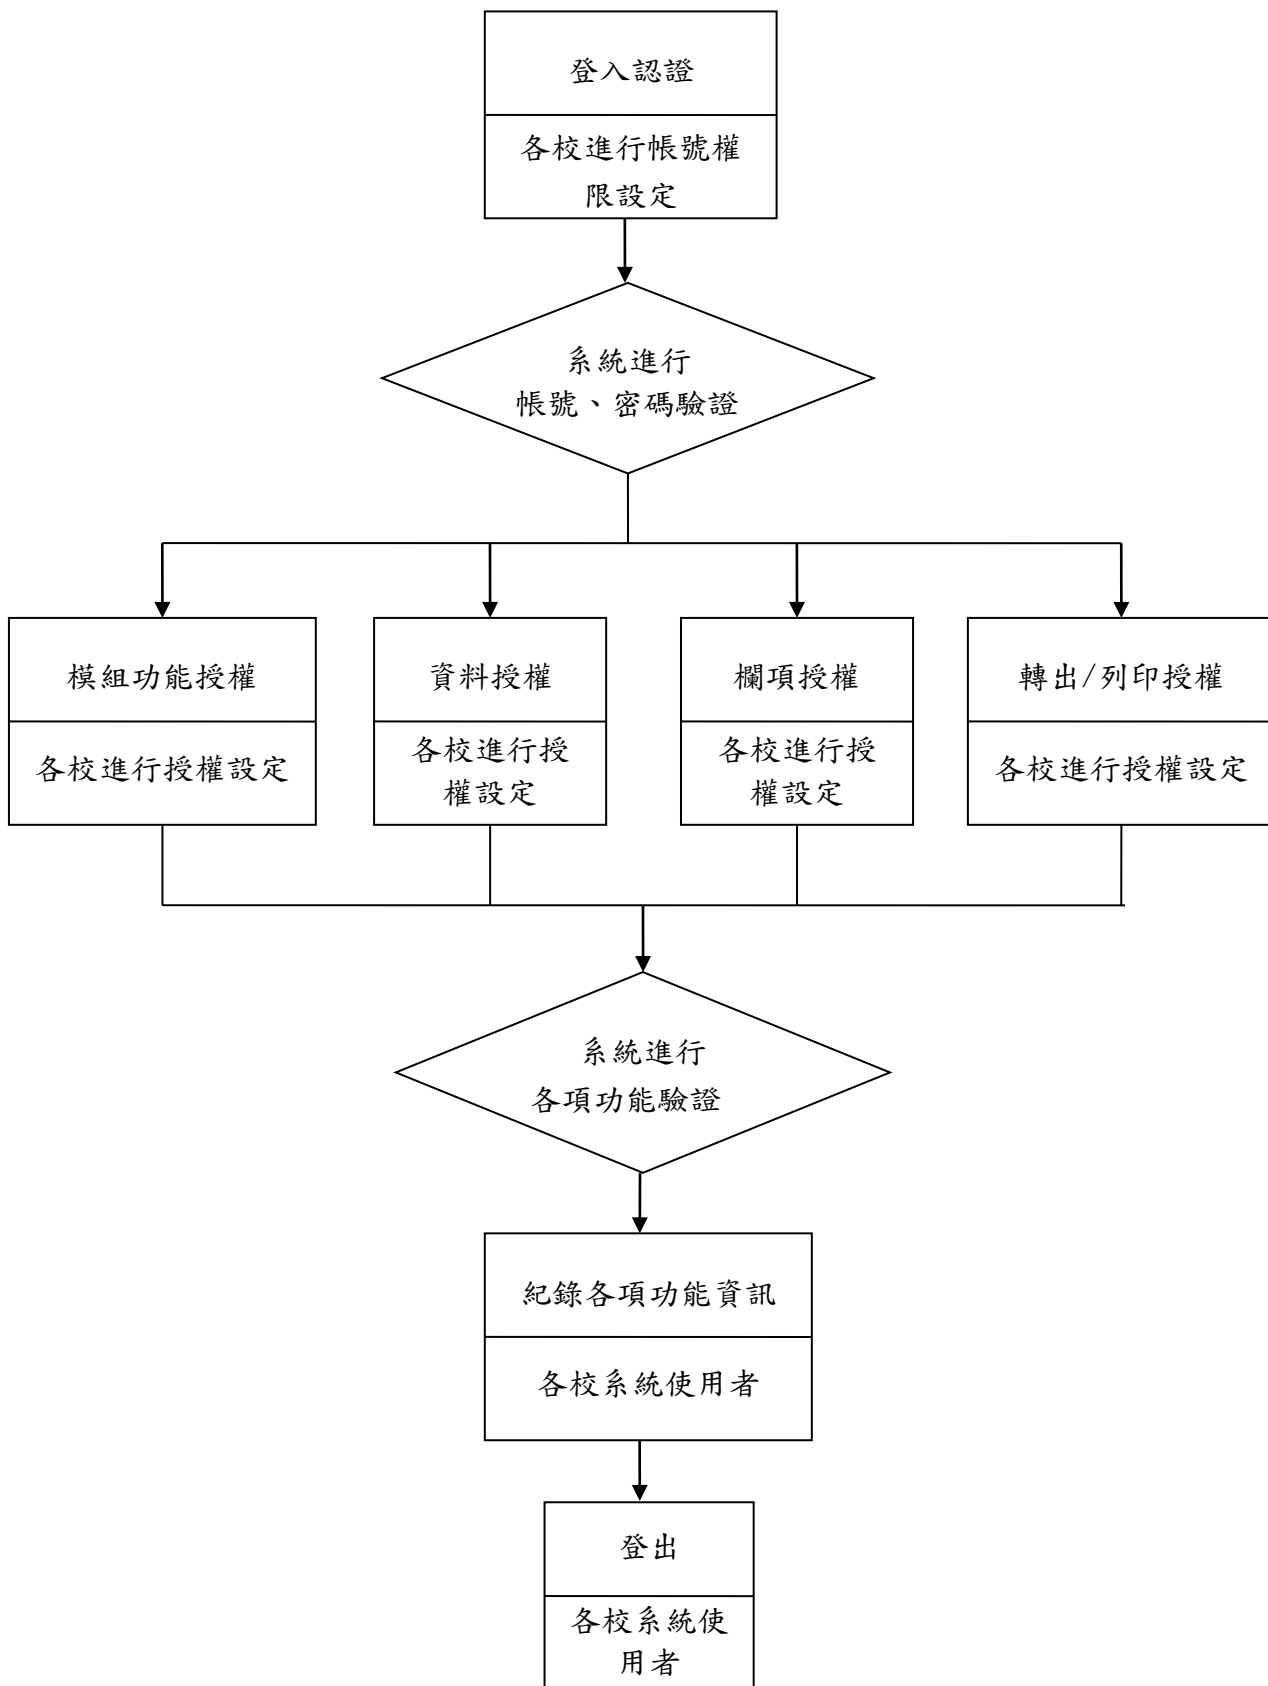 登入認證
各校進行帳號權
限設定
系統進行
帳號、密碼驗證
模組功能授權
各校進行授權設定
資料授權
各校進行授
權設定
欄項授權
各校進行授
權設定
轉出/列印授權
各校進行授權設定
系統進行
各項功能驗證
紀錄各項功能資訊
各校系統使用者
登出
各校系統使
用者